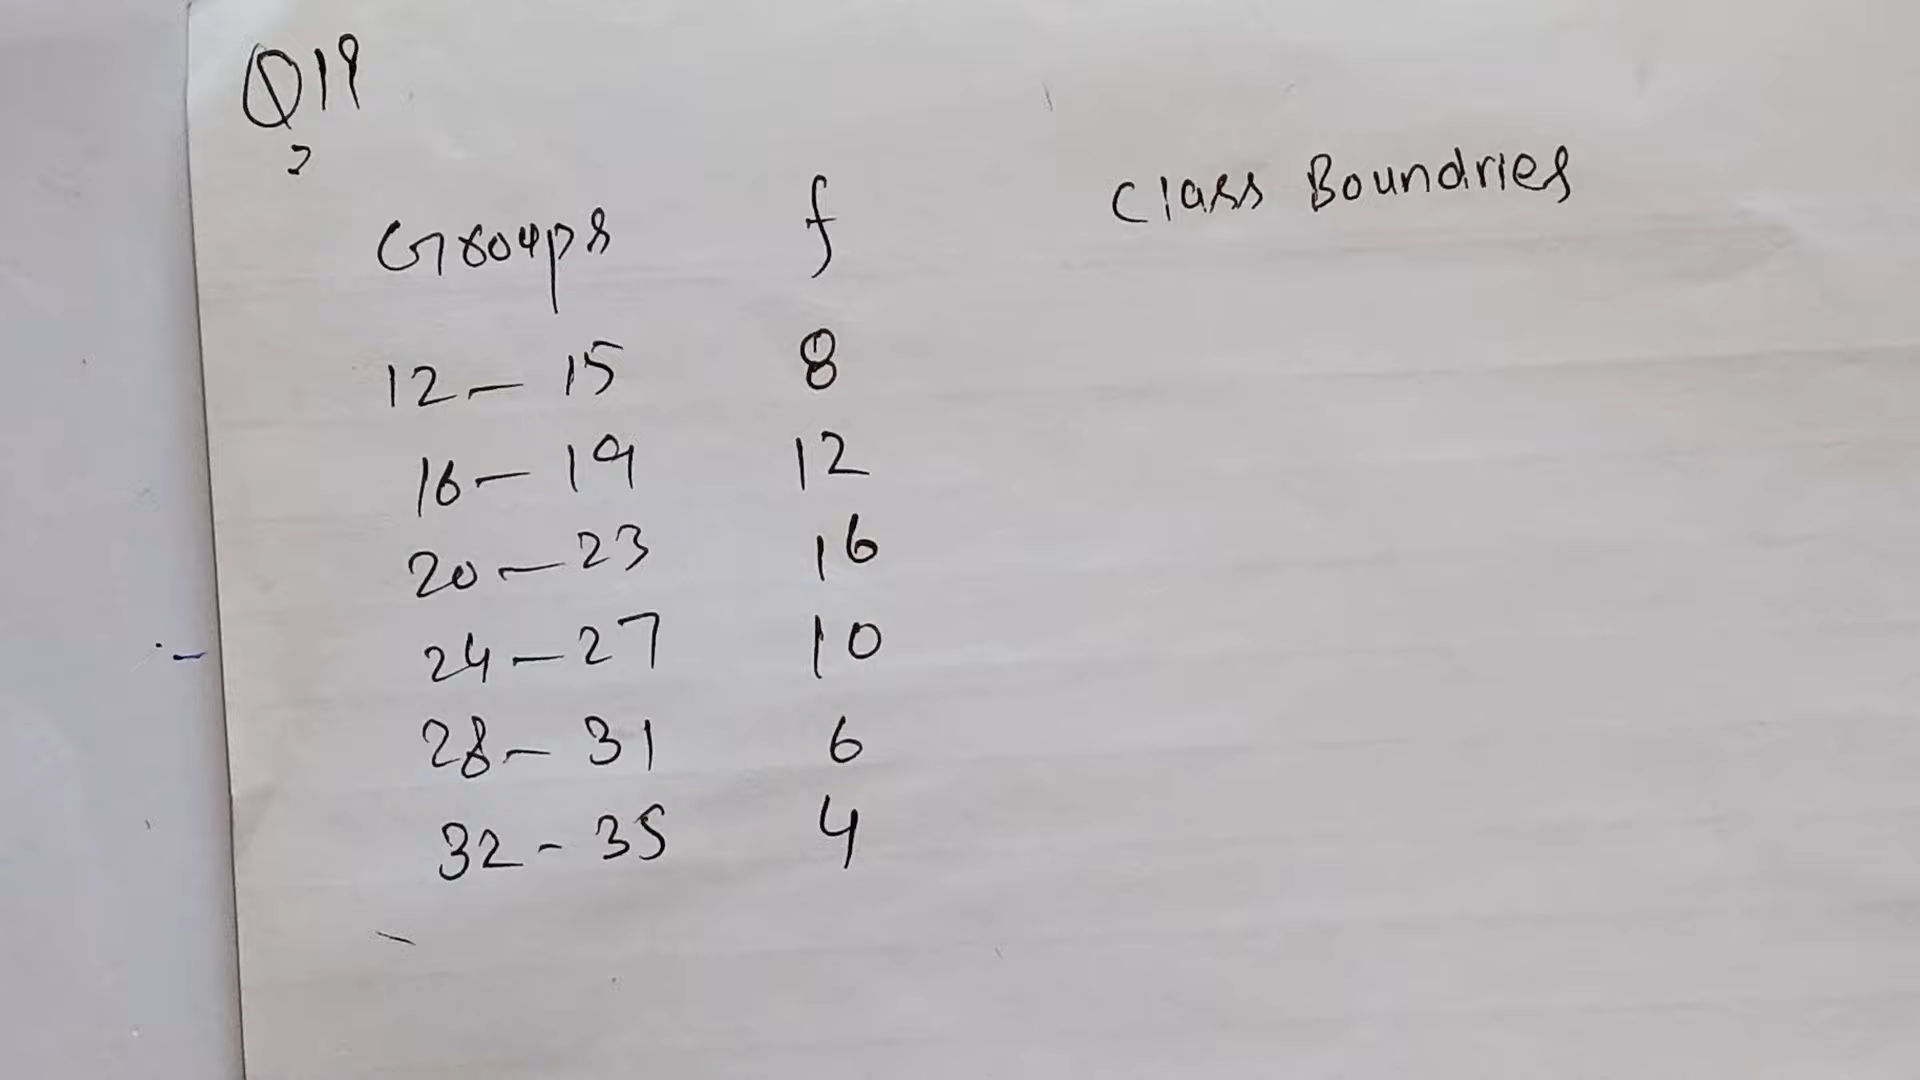 Q19
Groups f Class Boundries
12 - 15 8
16 - 19 12
20 - 23 16
24 - 27 10
28 - 31 6
32 - 35 4